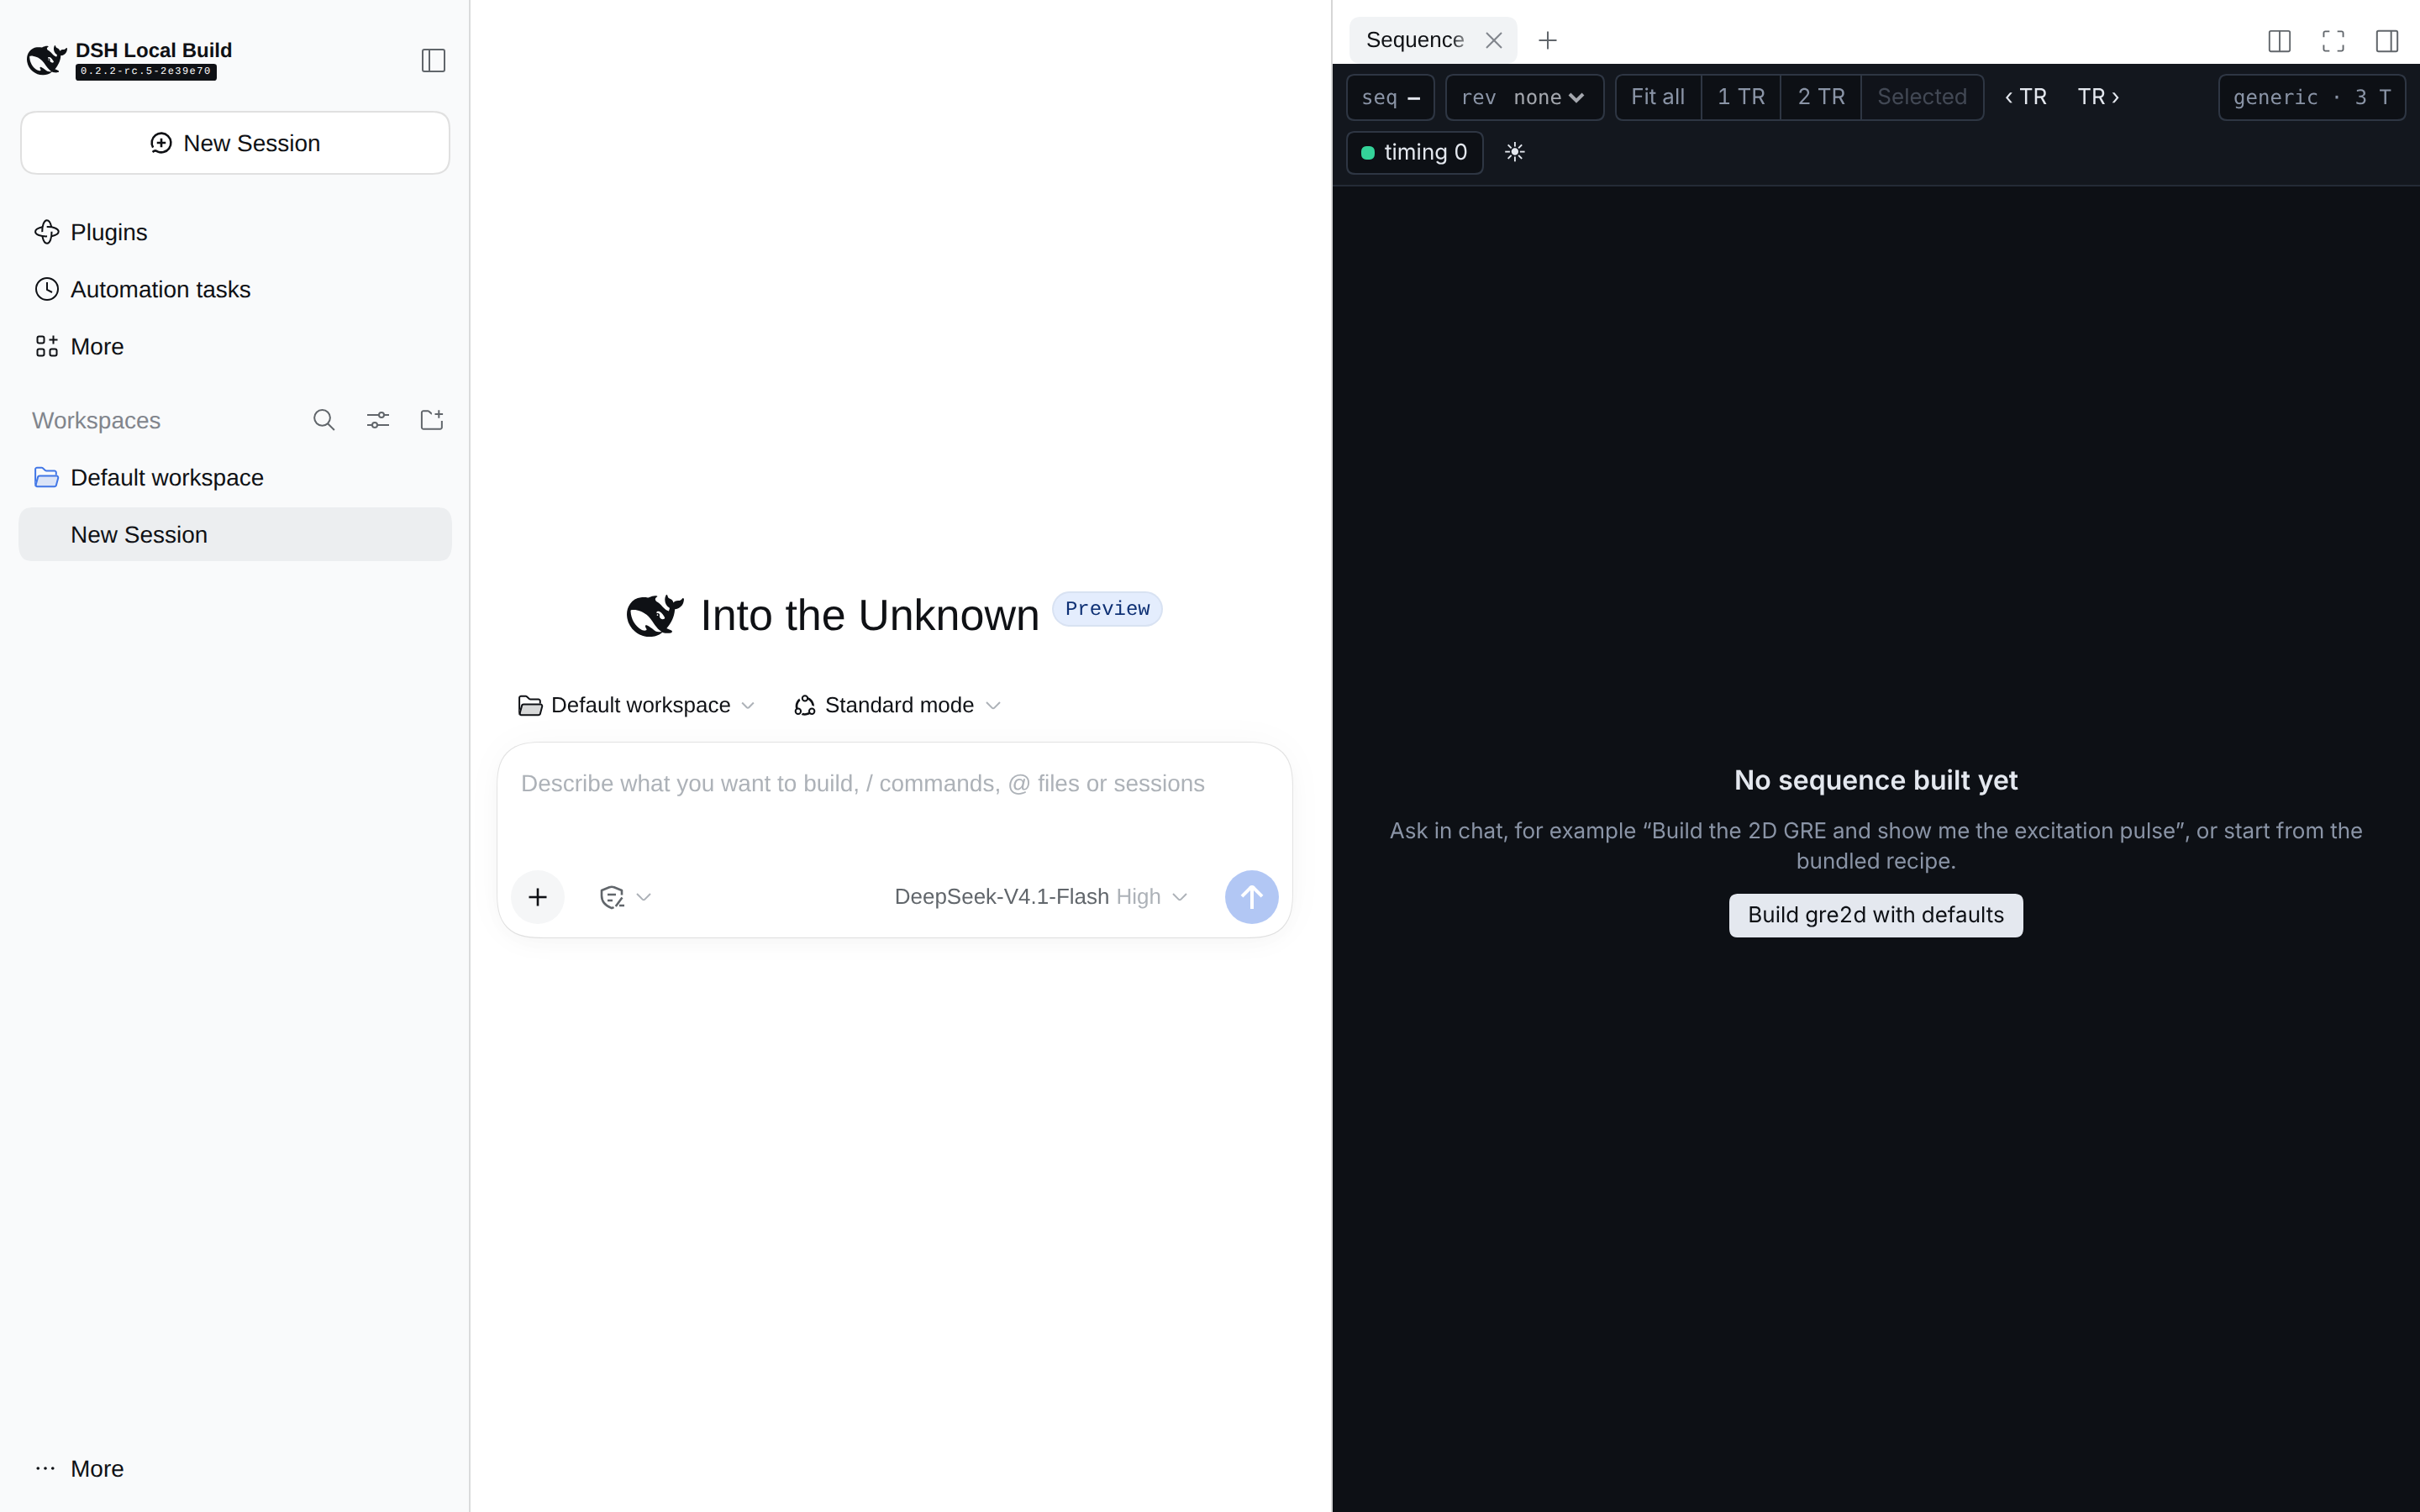 DSH Local Build
0.2.2-rc.5-2e39e70
New Session
Plugins
Automation tasks
More
Workspaces
Default workspace
New Session
More
Into the Unknown Preview
Default workspace Standard mode
Describe what you want to build, / commands, @ files or sessions
DeepSeek-V4.1-Flash High
Sequence
seq — rev none Fit all 1 TR 2 TR Selected ‹ TR TR › generic · 3 T
timing 0
No sequence built yet
Ask in chat, for example “Build the 2D GRE and show me the excitation pulse”, or start from the
bundled recipe.
Build gre2d with defaults